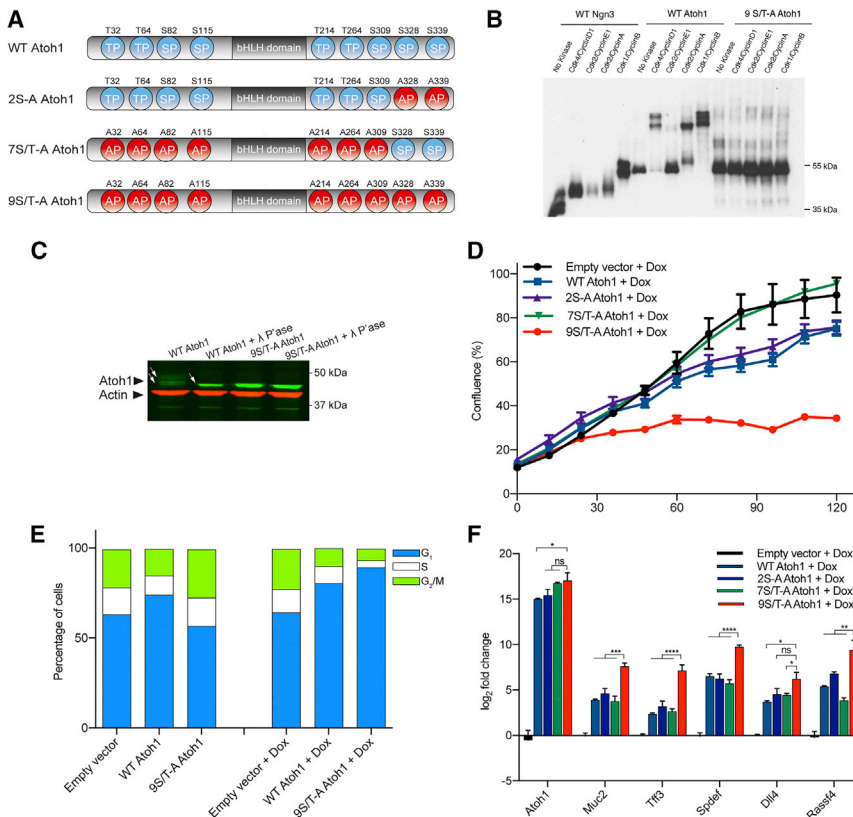 A
T32 T64 S82 S115 T214 T264 S309 S328 S339
WT Atoh1 TP TP SP SP bHLH domain TP TP SP SP SP
T32 T64 S82 S115 T214 T264 S309 A328 A339
2S-A Atoh1 TP TP SP SP bHLH domain TP TP SP AP AP
A32 A64 A82 A115 A214 A264 A309 S328 S339
7S/T-A Atoh1 AP AP AP AP bHLH domain AP AP AP SP SP
A32 A64 A82 A115 A214 A264 A309 A328 A339
9S/T-A Atoh1 AP AP AP AP bHLH domain AP AP AP AP AP
B
WT Ngn3 WT Atoh1 9 S/T-A Atoh1
No Kinase
Cdk4/CyclinD1
Cdk2/CyclinE1
Cdk2/CyclinA
Cdk1/CyclinB
No Kinase
Cdk4/CyclinD1
Cdk2/CyclinE1
Cdk2/CyclinA
Cdk1/CyclinB
No Kinase
Cdk4/CyclinD1
Cdk2/CyclinE1
Cdk2/CyclinA
Cdk1/CyclinB
55 kDa
35 kDa
C
WT Atoh1
WT Atoh1 + λ P'ase
9S/T-A Atoh1
9S/T-A Atoh1 + λ P'ase
Atoh1
Actin
50 kDa
37 kDa
D
Confluence (%)
100
80
60
40
20
0
0 30 60 90 120
Empty vector + Dox
WT Atoh1 + Dox
2S-A Atoh1 + Dox
7S/T-A Atoh1 + Dox
9S/T-A Atoh1 + Dox
E
Percentage of cells
100
50
0
G1
S
G2/M
Empty vector
WT Atoh1
9S/T-A Atoh1
Empty vector + Dox
WT Atoh1 + Dox
9S/T-A Atoh1 + Dox
F
log2 fold change
20
15
10
5
0
-5
Empty vector + Dox
WT Atoh1 + Dox
2S-A Atoh1 + Dox
7S/T-A Atoh1 + Dox
9S/T-A Atoh1 + Dox
*
ns
***
****
****
*
ns
*
**
Atoh1
Muc2
Tff3
Spdef
Dll4
Rassf4